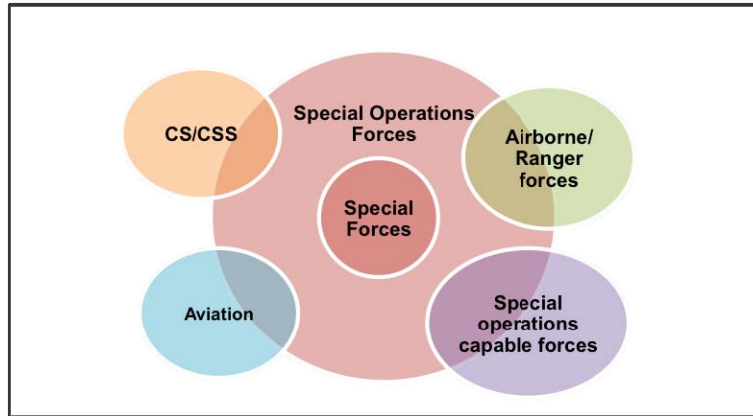 CS/CSS
Special Operations
Forces
Airborne/
Ranger
forces
Special
Forces
Aviation
Special
operations
capable forces